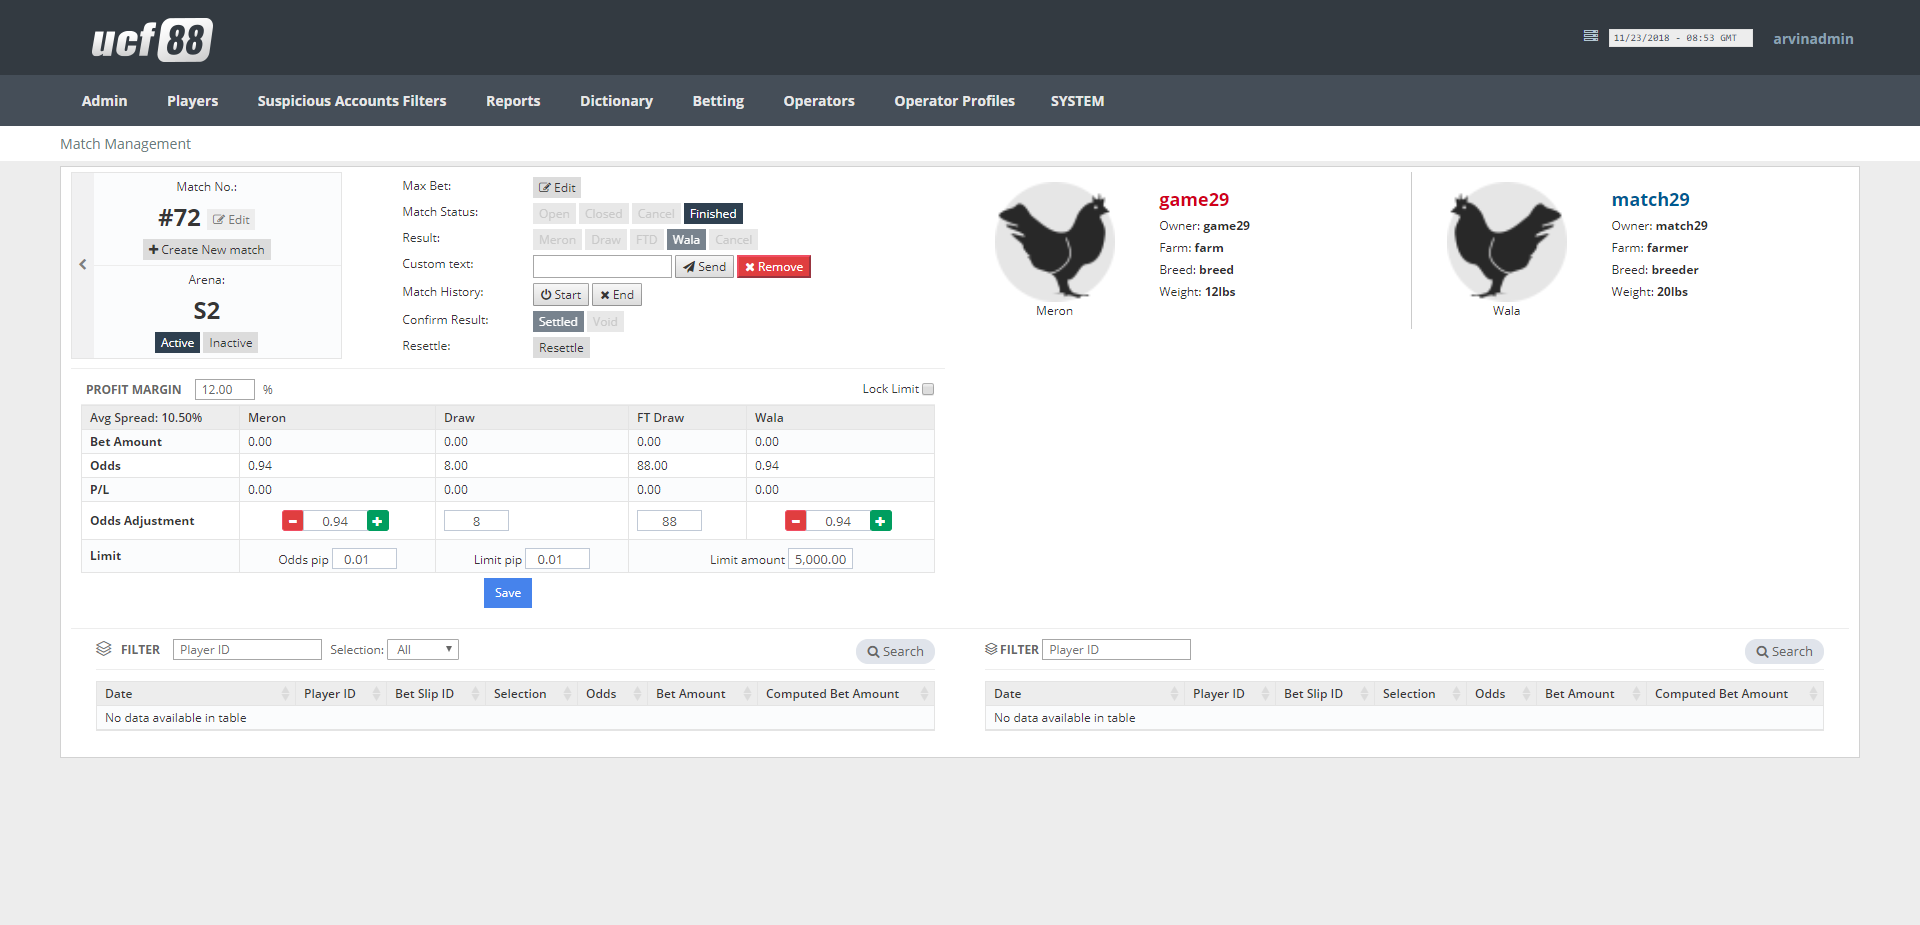 ucf88
11/23/2018 - 08:53 GMT
arvinadmin
Admin Players Suspicious Accounts Filters Reports Dictionary Betting Operators Operator Profiles SYSTEM
Match Management
Match No.:
#72 Edit
Create New match
Arena:
S2
Active Inactive
Max Bet: Edit
Match Status: Open Closed Cancel Finished
Result: Meron Draw FTD Wala Cancel
Custom text: Send Remove
Match History: Start End
Confirm Result: Settled Void
Resettle: Resettle
Meron
game29
Owner: game29
Farm: farm
Breed: breed
Weight: 12lbs
Wala
match29
Owner: match29
Farm: farmer
Breed: breeder
Weight: 20lbs
PROFIT MARGIN 12.00 % Lock Limit
Avg Spread: 10.50% Meron Draw FT Draw Wala
Bet Amount 0.00 0.00 0.00 0.00
Odds 0.94 8.00 88.00 0.94
P/L 0.00 0.00 0.00 0.00
Odds Adjustment 0.94 8 88 0.94
Limit Odds pip 0.01 Limit pip 0.01 Limit amount 5,000.00
Save
FILTER Player ID Selection: All Search
Date Player ID Bet Slip ID Selection Odds Bet Amount Computed Bet Amount
No data available in table
FILTER Player ID Search
Date Player ID Bet Slip ID Selection Odds Bet Amount Computed Bet Amount
No data available in table